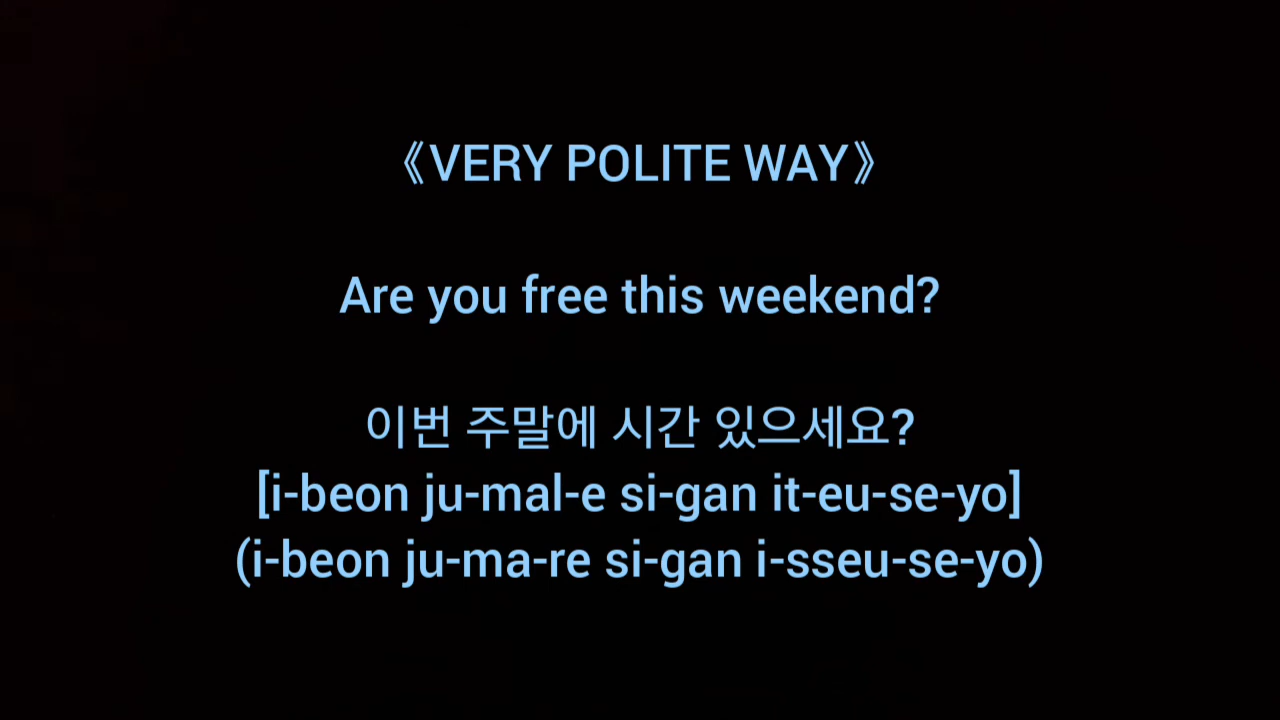 《VERY POLITE WAY》
Are you free this weekend?
이번 주말에 시간 있으세요?
[i-beon ju-mal-e si-gan it-eu-se-yo]
(i-beon ju-ma-re si-gan i-sseu-se-yo)